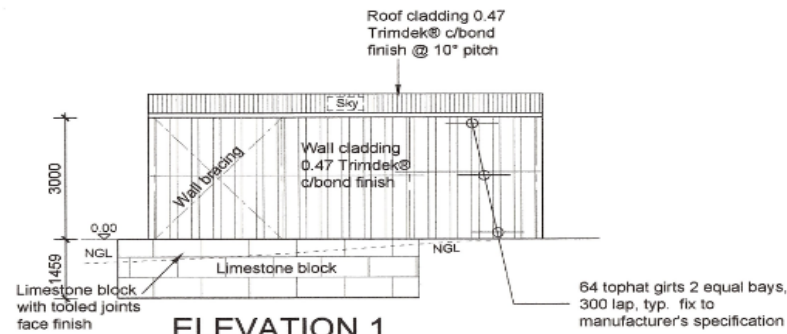 Roof cladding 0.47
Trimdek® c/bond
finish @ 10° pitch
Sky
Wall cladding
0.47 Trimdek®
c/bond finish
Wall bracing
3000
0.00
NGL
NGL
1459
Limestone block
Limestone block
with tooled joints
face finish
64 tophat girts 2 equal bays,
300 lap, typ. fix to
manufacturer's specification
ELEVATION 1